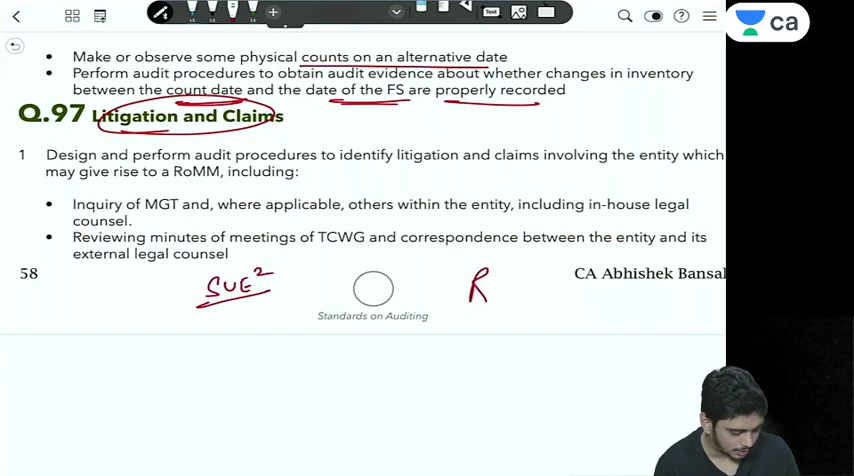 Text
ca
• Make or observe some physical counts on an alternative date
• Perform audit procedures to obtain audit evidence about whether changes in inventory
between the count date and the date of the FS are properly recorded
Q.97 Litigation and Claims
1 Design and perform audit procedures to identify litigation and claims involving the entity which
may give rise to a RoMM, including:
• Inquiry of MGT and, where applicable, others within the entity, including in-house legal
counsel.
• Reviewing minutes of meetings of TCWG and correspondence between the entity and its
external legal counsel
58
CA Abhishek Bansal
SUE² R
Standards on Auditing